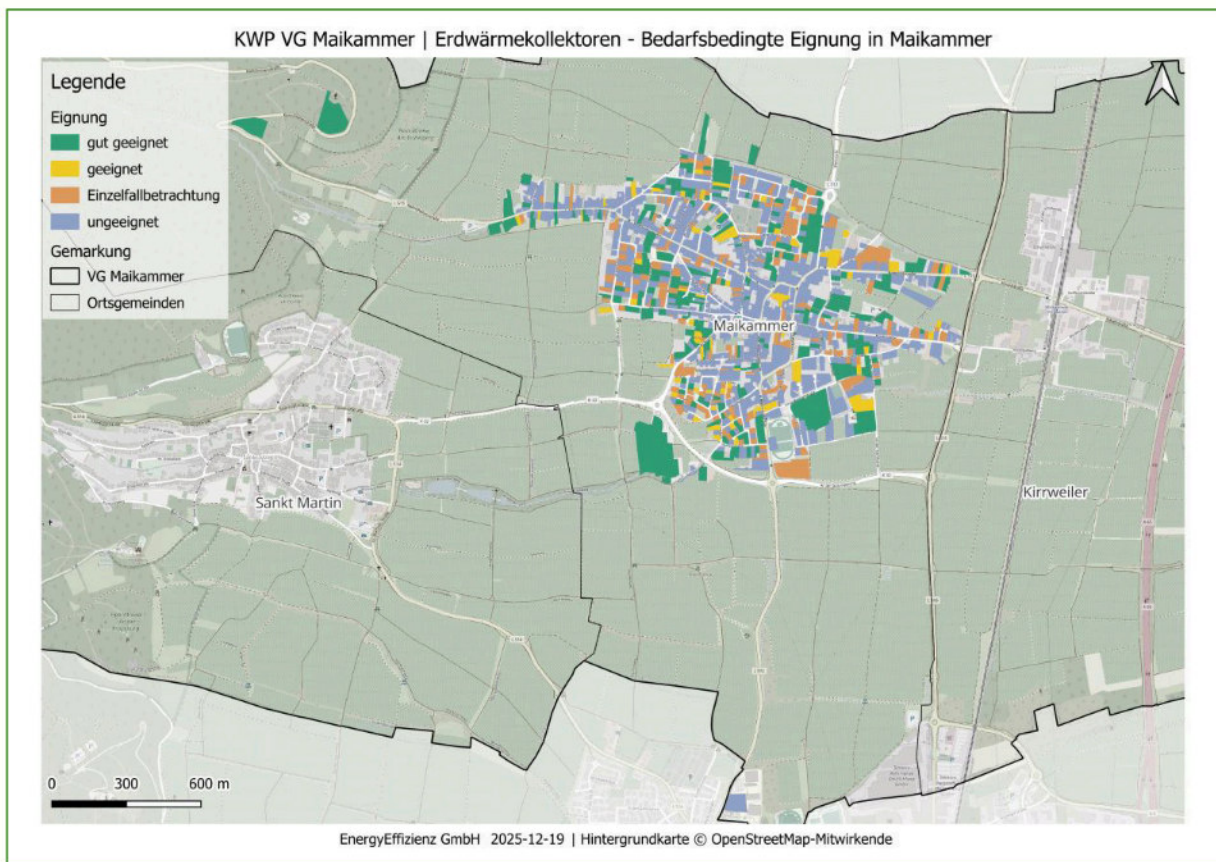 KWP VG Maikammer | Erdwärmekollektoren - Bedarfsbedingte Eignung in Maikammer
Legende
Eignung
gut geeignet
geeignet
Einzelfallbetrachtung
ungeeignet
Gemarkung
VG Maikammer
Ortsgemeinden
Maikammer
Sankt Martin
Kirrweiler
0 300 600 m
EnergyEffizienz GmbH 2025-12-19 | Hintergrundkarte © OpenStreetMap-Mitwirkende